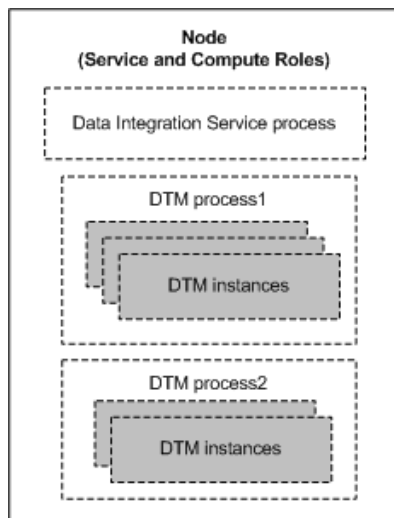 Node
(Service and Compute Roles)
Data Integration Service process
DTM process1
DTM instances
DTM process2
DTM instances